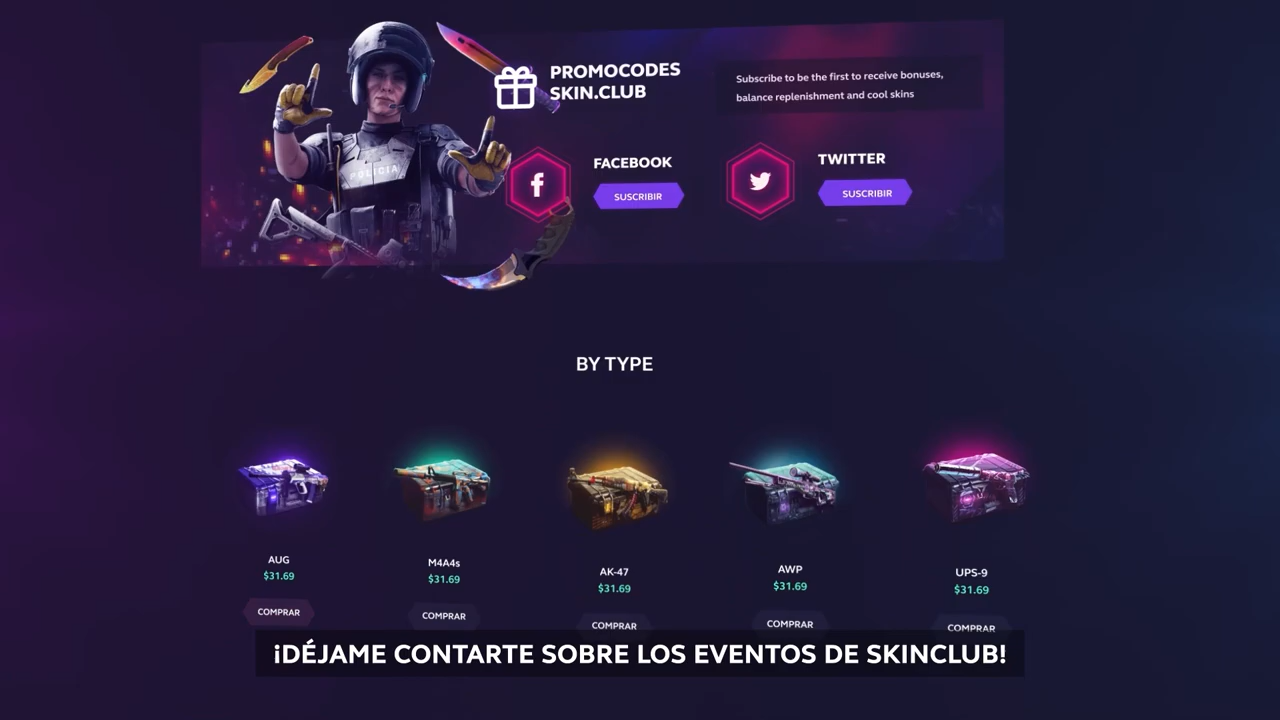 PROMOCODES
SKIN.CLUB
Subscribe to be the first to receive bonuses,
balance replenishment and cool skins
FACEBOOK
SUSCRIBIR
TWITTER
SUSCRIBIR
POLICIA
BY TYPE
AUG
$31.69
COMPRAR
M4A4s
$31.69
COMPRAR
AK-47
$31.69
COMPRAR
AWP
$31.69
COMPRAR
UPS-9
$31.69
COMPRAR
¡DÉJAME CONTARTE SOBRE LOS EVENTOS DE SKINCLUB!